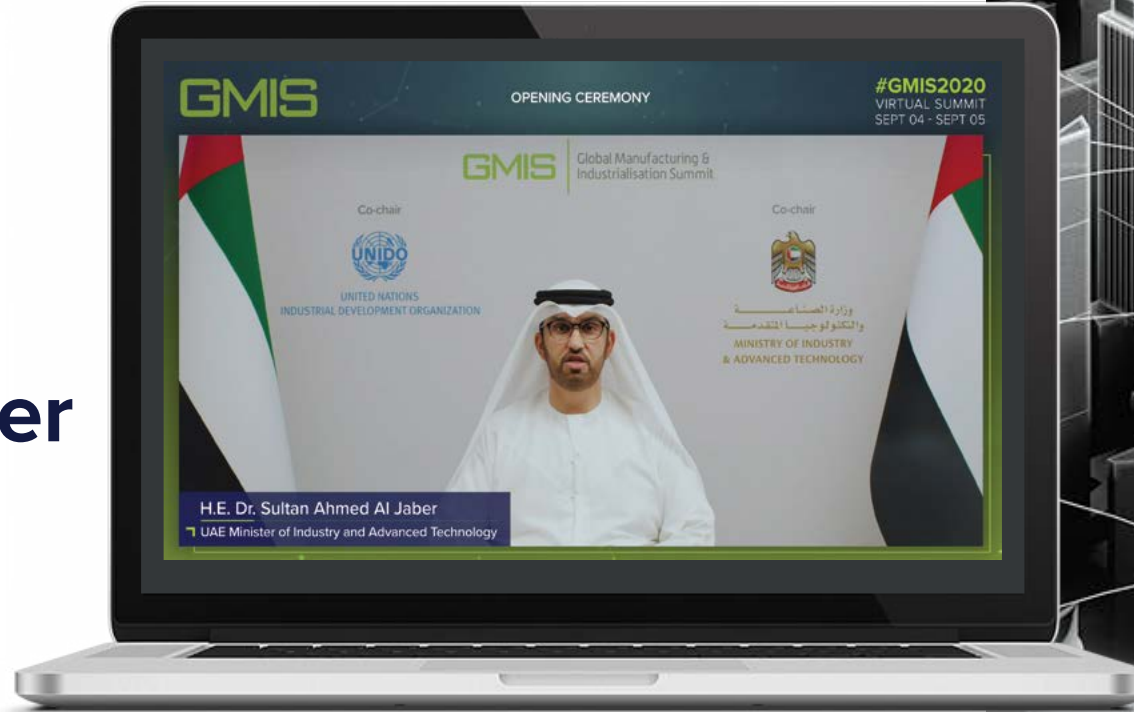 GMIS
OPENING CEREMONY
#GMIS2020
VIRTUAL SUMMIT
SEPT 04 - SEPT 05
GMIS
Global Manufacturing &
Industrialisation Summit
Co-chair
UNIDO
UNITED NATIONS
INDUSTRIAL DEVELOPMENT ORGANIZATION
Co-chair
وزارة الصناعة
والتكنولوجيا المتقدمة
MINISTRY OF INDUSTRY
& ADVANCED TECHNOLOGY
er
H.E. Dr. Sultan Ahmed Al Jaber
UAE Minister of Industry and Advanced Technology